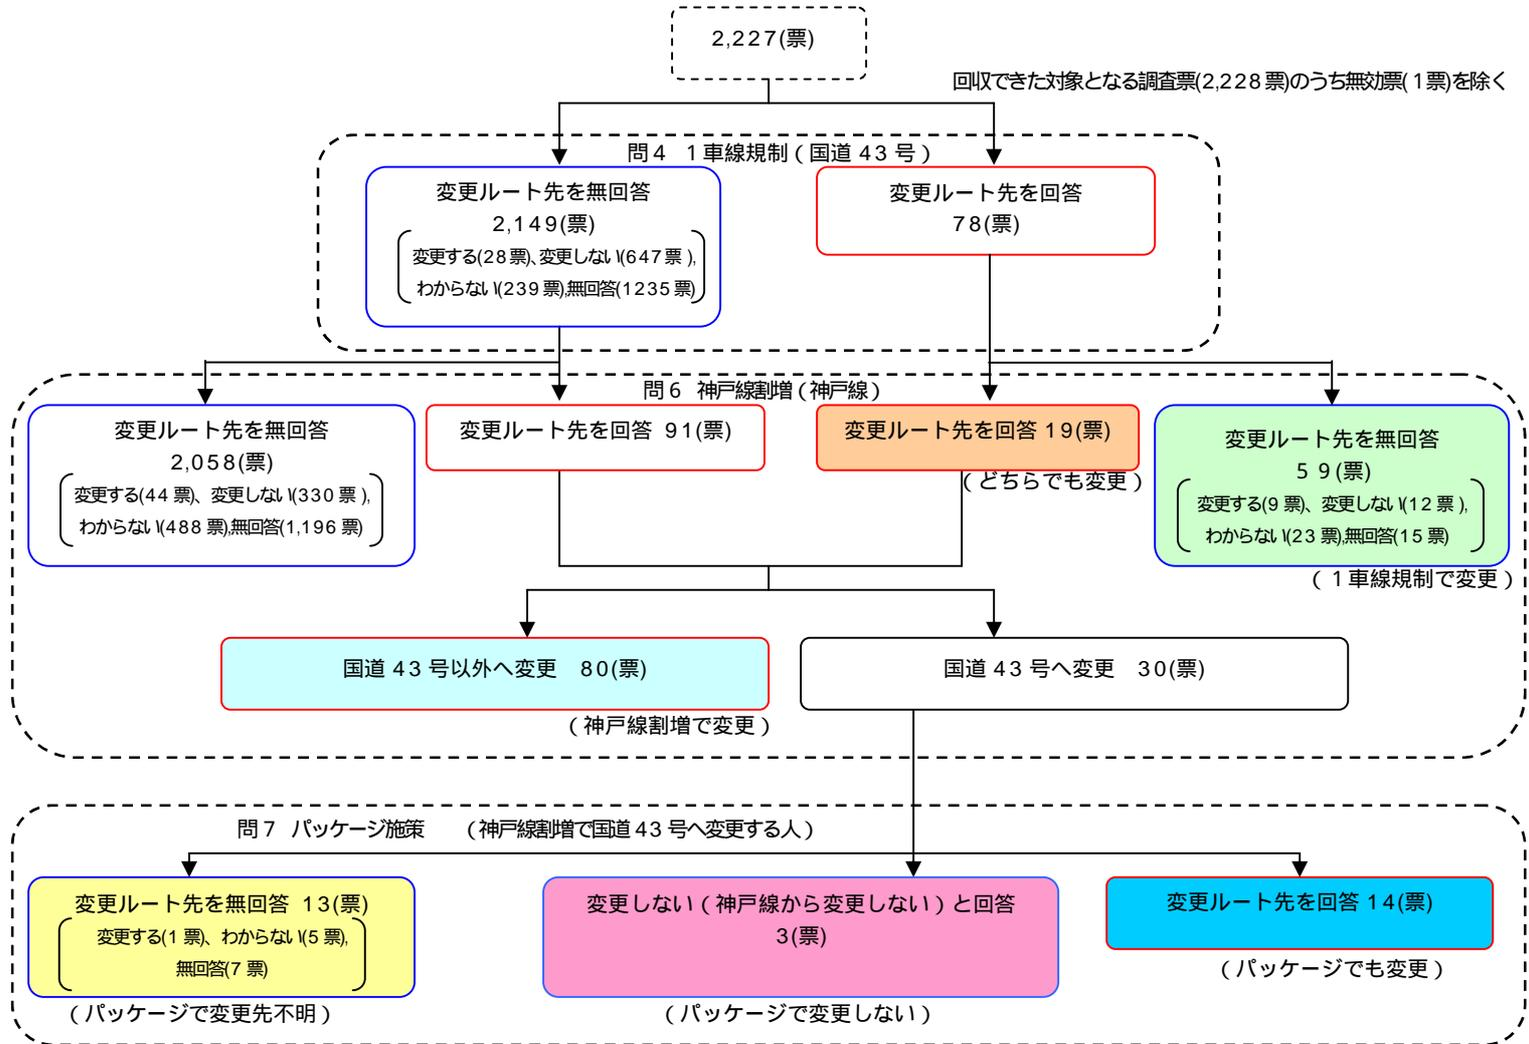 2,227(票)
回収できた対象となる調査票(2,228票)のうち無効票(1票)を除く
問4 1車線規制(国道43号)
変更ルート先を無回答
2,149(票)
変更する(28票)、変更しない(647票),
わからない(239票),無回答(1235票)
変更ルート先を回答
78(票)
問6 神戸線割増(神戸線)
変更ルート先を無回答
2,058(票)
変更する(44票)、変更しない(330票),
わからない(488票),無回答(1,196票)
変更ルート先を回答 91(票)
変更ルート先を回答 19(票)
(どちらでも変更)
変更ルート先を無回答
59(票)
変更する(9票)、変更しない(12票),
わからない(23票),無回答(15票)
(1車線規制で変更)
国道43号以外へ変更 80(票)
(神戸線割増で変更)
国道43号へ変更 30(票)
問7 パッケージ施策 (神戸線割増で国道43号へ変更する人)
変更ルート先を無回答 13(票)
変更する(1票)、わからない(5票),
無回答(7票)
(パッケージで変更先不明)
変更しない(神戸線から変更しない)と回答
3(票)
(パッケージで変更しない)
変更ルート先を回答 14(票)
(パッケージでも変更)